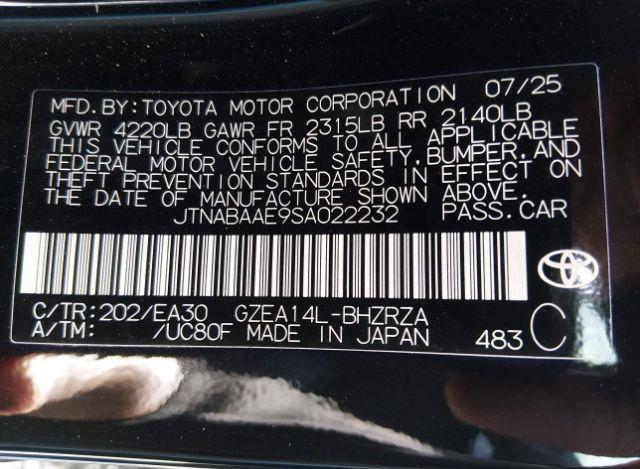 MFD.BY:TOYOTA MOTOR CORPORATION 07/25
GVWR 4220LB GAWR FR 2315LB RR 2140LB
THIS VEHICLE CONFORMS TO ALL APPLICABLE
FEDERAL MOTOR VEHICLE SAFETY,BUMPER,AND
THEFT PREVENTION STANDARDS IN EFFECT ON
THE DATE OF MANUFACTURE SHOWN ABOVE.
JTNABAAE9SA022232 PASS.CAR
C/TR:202/EA30 GZEA14L-BHZRZA
A/TM: /UC80F MADE IN JAPAN 483 C